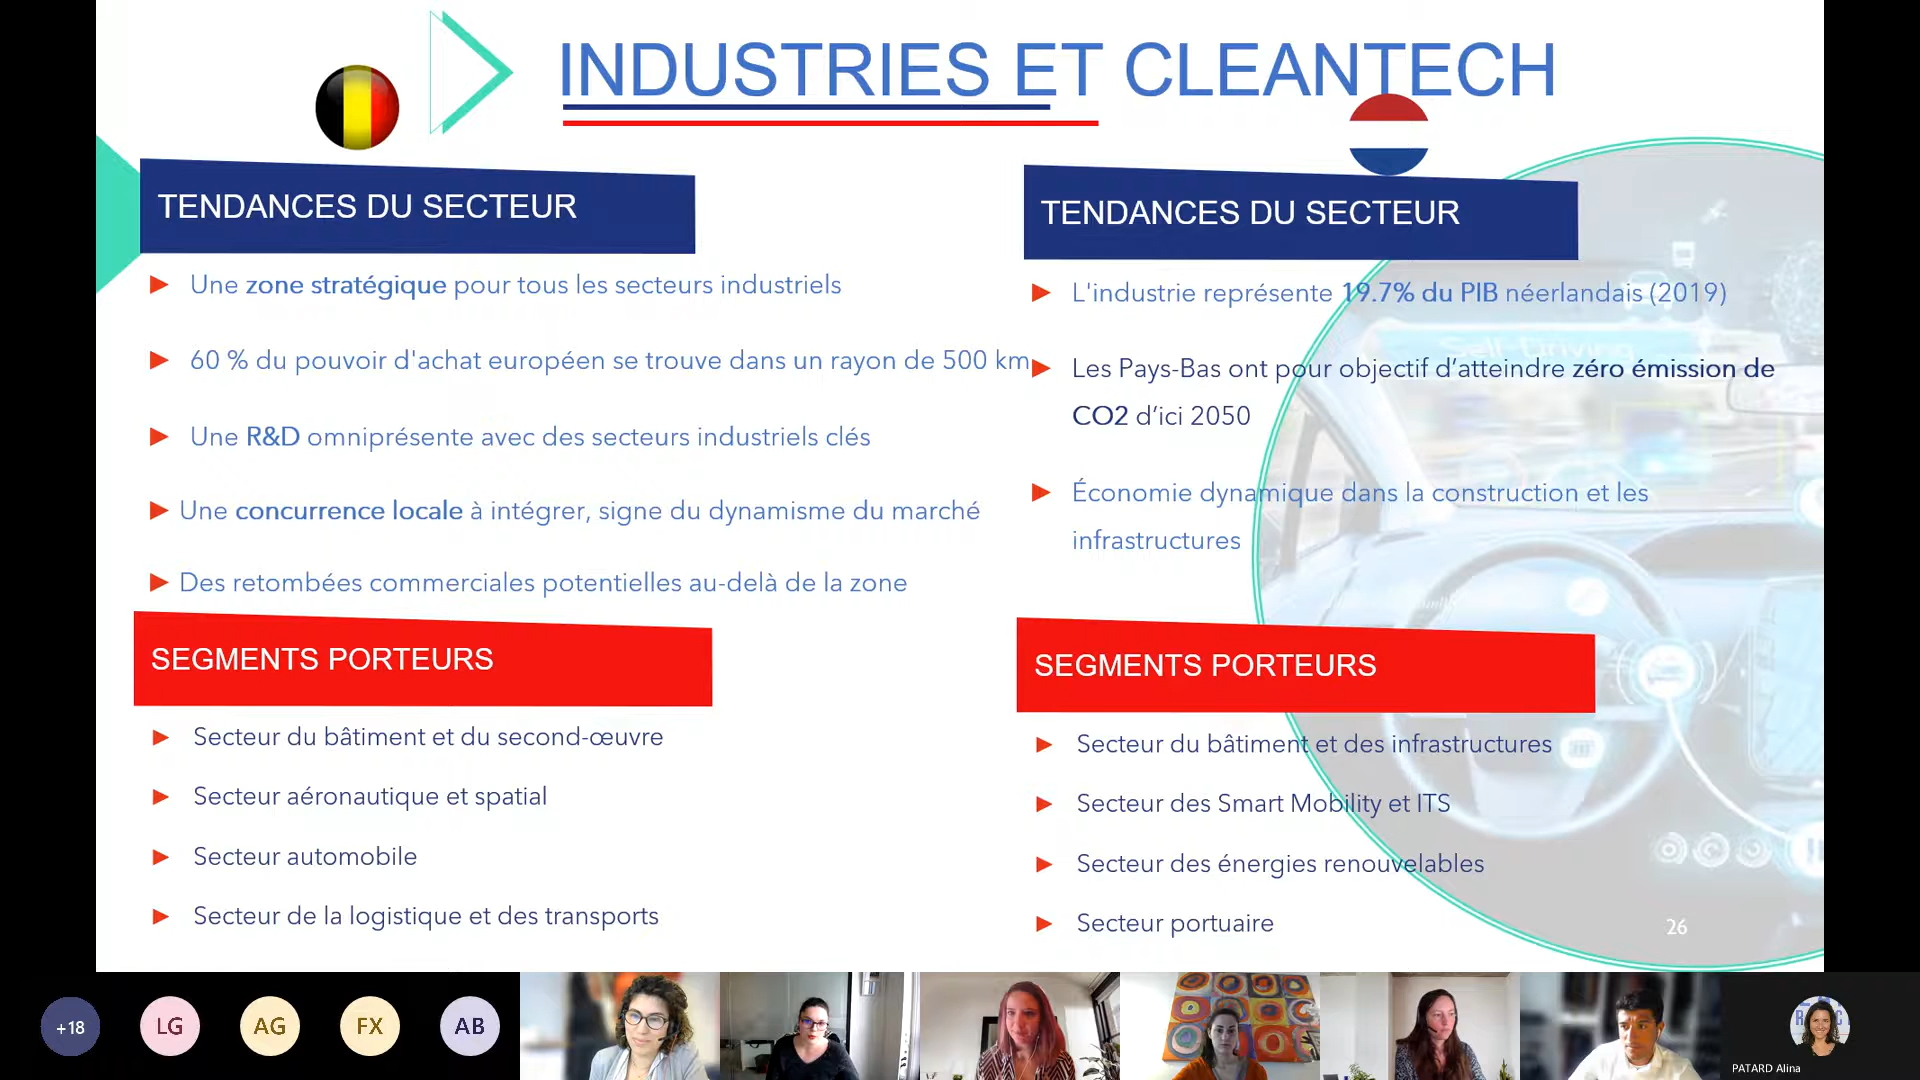 INDUSTRIES ET CLEANTECH
TENDANCES DU SECTEUR
Une zone stratégique pour tous les secteurs industriels
60 % du pouvoir d'achat européen se trouve dans un rayon de 500 km
Une R&D omniprésente avec des secteurs industriels clés
Une concurrence locale à intégrer, signe du dynamisme du marché
Des retombées commerciales potentielles au-delà de la zone
SEGMENTS PORTEURS
Secteur du bâtiment et du second-œuvre
Secteur aéronautique et spatial
Secteur automobile
Secteur de la logistique et des transports
TENDANCES DU SECTEUR
L'industrie représente 19.7% du PIB néerlandais (2019)
Les Pays-Bas ont pour objectif d’atteindre zéro émission de
CO2 d’ici 2050
Économie dynamique dans la construction et les
infrastructures
Self-Driving
SEGMENTS PORTEURS
Secteur du bâtiment et des infrastructures
Secteur des Smart Mobility et ITS
Secteur des énergies renouvelables
Secteur portuaire
26
+18
LG
AG
FX
AB
PATARD Alina